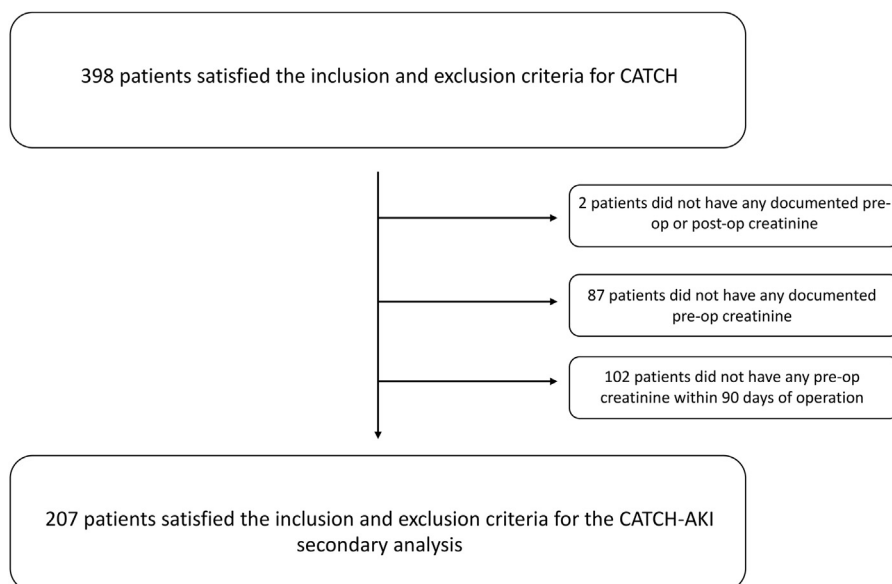 398 patients satisfied the inclusion and exclusion criteria for CATCH
2 patients did not have any documented pre-
op or post-op creatinine
87 patients did not have any documented
pre-op creatinine
102 patients did not have any pre-op
creatinine within 90 days of operation
207 patients satisfied the inclusion and exclusion criteria for the CATCH-AKI
secondary analysis